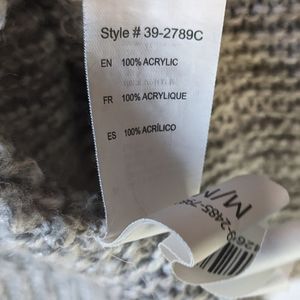 Style # 39-2789C
EN 100% ACRYLIC
FR 100% ACRYLIQUE
ES 100% ACRÍLICO
M/